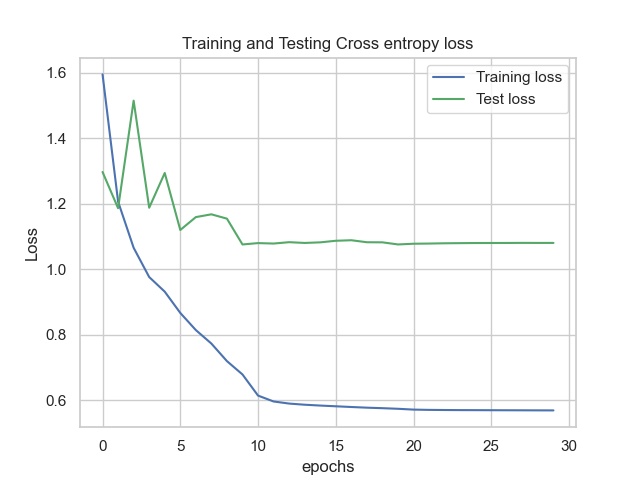 Training and Testing Cross entropy loss
Training loss
Test loss
1.6
1.4
1.2
1.0
0.8
0.6
Loss
0 5 10 15 20 25 30
epochs